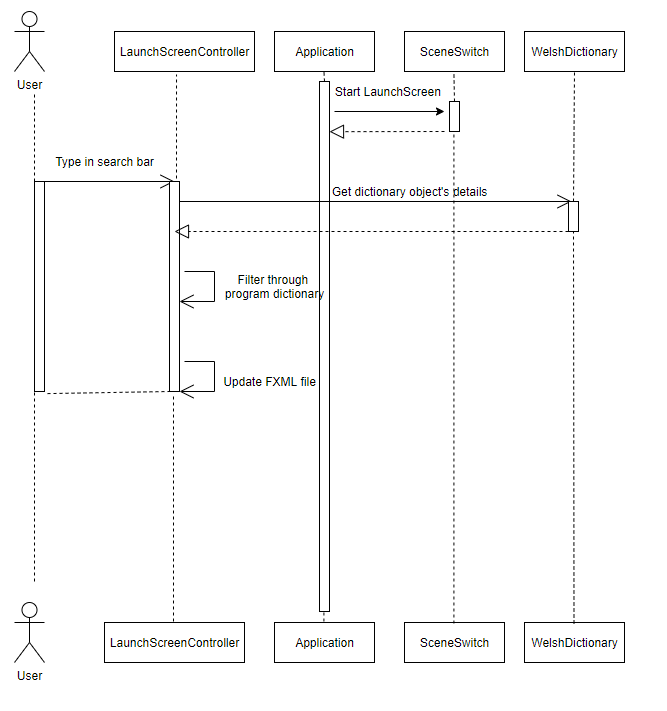 LaunchScreenController
Application
SceneSwitch
WelshDictionary
User
Start LaunchScreen
Type in search bar
Get dictionary object's details
Filter through
program dictionary
Update FXML file
LaunchScreenController
Application
SceneSwitch
WelshDictionary
User